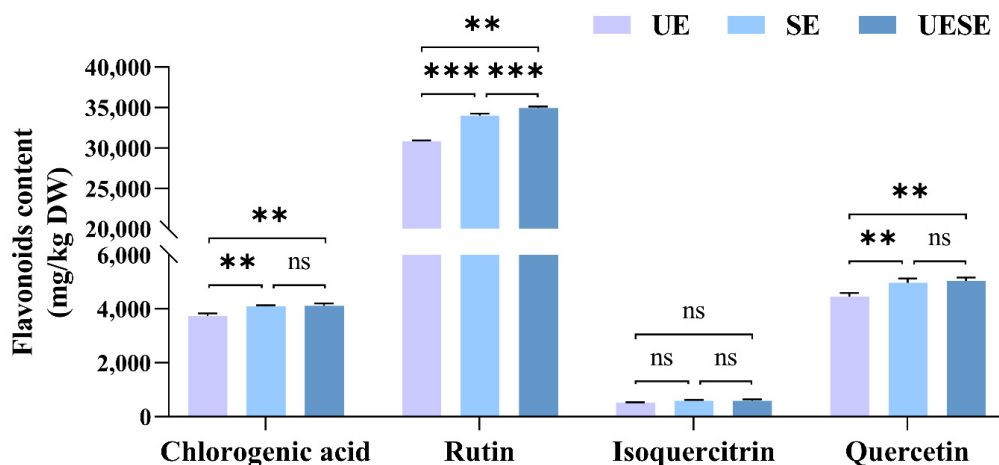 UE SE UESE
Flavonoids content
(mg/kg DW)
40,000
35,000
30,000
25,000
20,000
6,000
4,000
2,000
0
** 
** ns
**
*** ***
ns
ns ns
**
** ns
Chlorogenic acid Rutin Isoquercitrin Quercetin